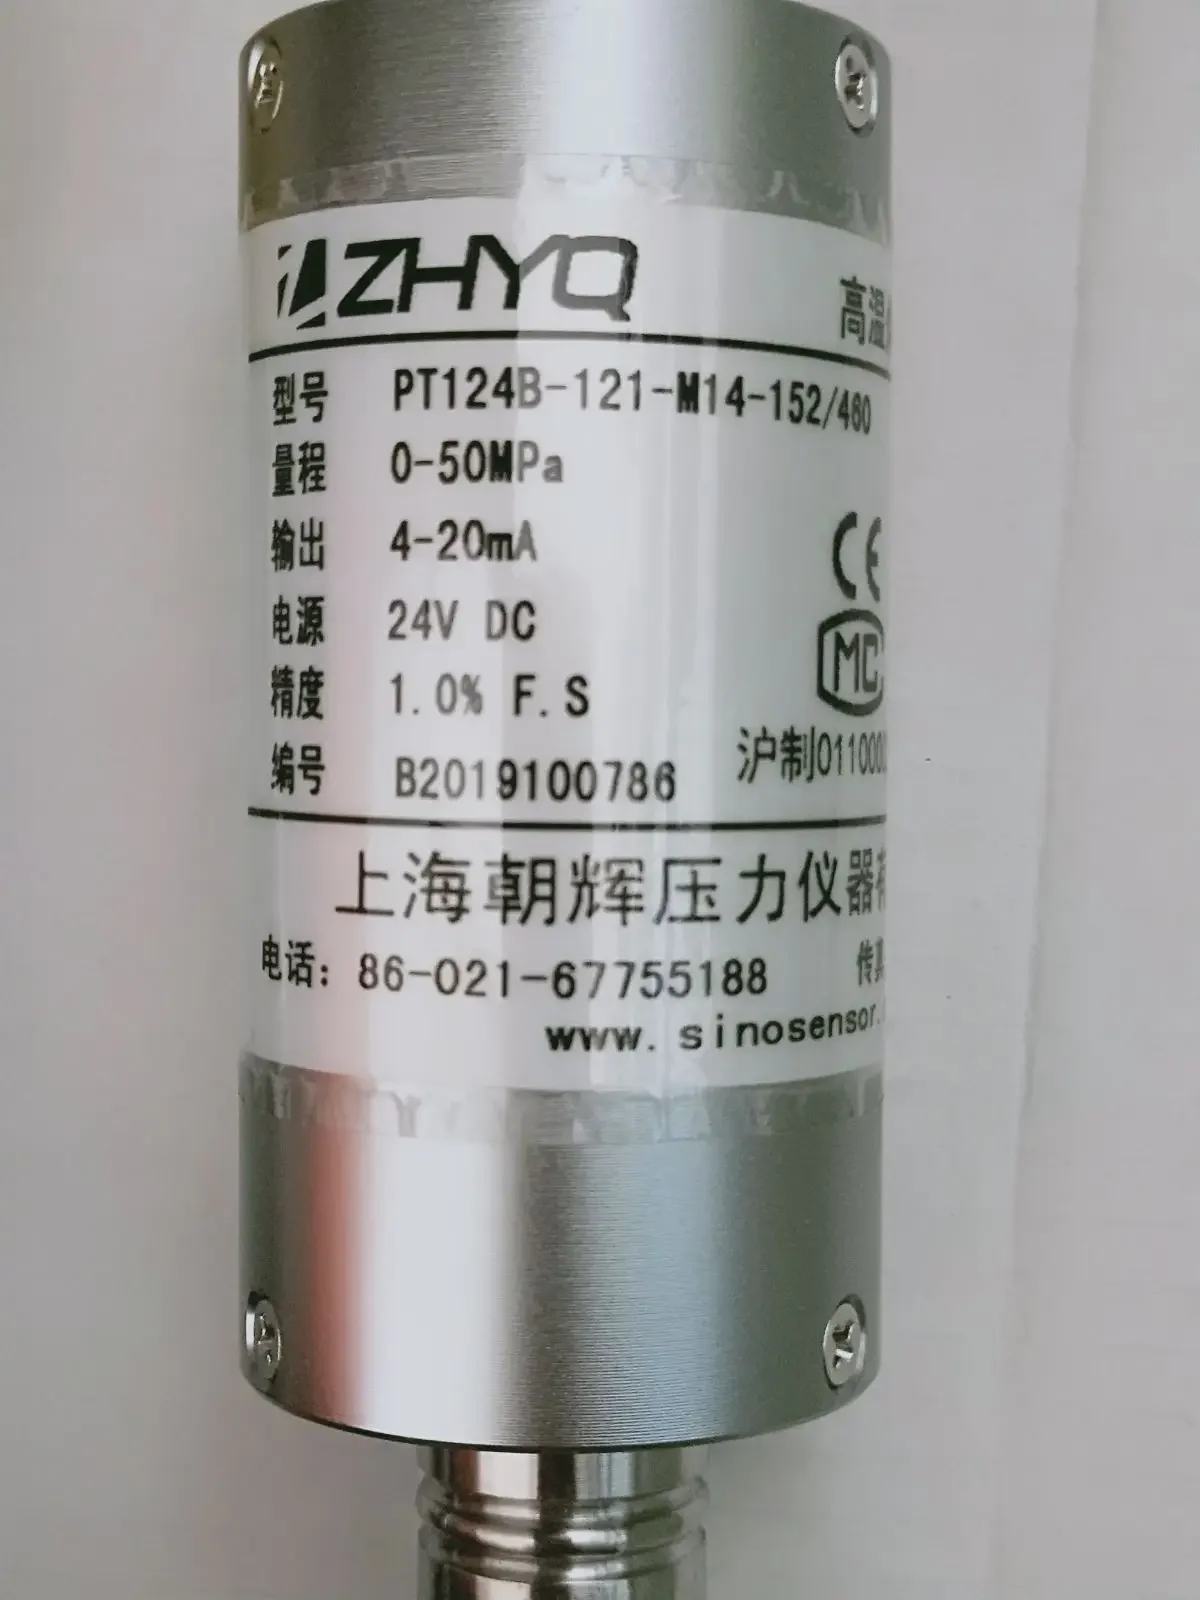 ZHYQ
高温
型号 PT124B-121-M14-152/460
量程 0-50MPa
输出 4-20mA
CE
电源 24V DC
MC
精度 1.0% F.S
编号 B2019100786
沪制011000
上海朝辉压力仪器
电话: 86-021-67755188 传真
www.sinosensor.